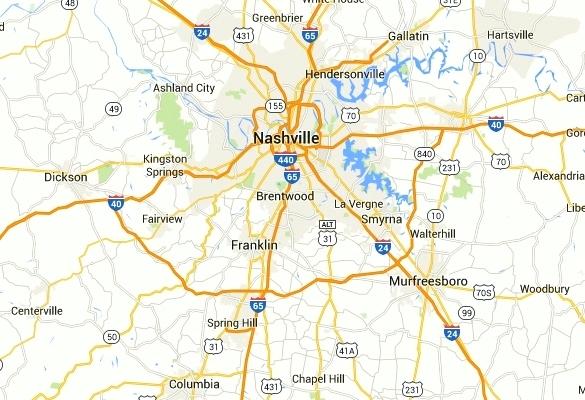 48
White House
31E
Greenbrier
24
431
65
Gallatin
Hartsville
10
Hendersonville
Ashland City
49
155
70
Cart
Nashville
40
Gor
440
840
Kingston
Springs
65
231
70
Dickson
Alexandria
40
Brentwood
La Vergne
Fairview
Smyrna
10
Libe
ALT
31
Walterhill
Franklin
24
Murfreesboro
70S
Woodbury
65
Centerville
99
Spring Hill
50
24
31
41A
Columbia
431
Chapel Hill
231
M